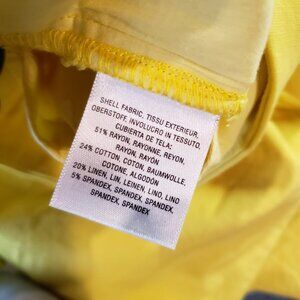 SHELL FABRIC, TISSU EXTERIEUR,
OBERSTOFF, INVOLUCRO IN TESSUTO,
CUBIERTA DE TELA:
51% RAYON, RAYONNE, REYON,
RAYON, RAYÓN
24% COTTON, COTON, BAUMWOLLE,
COTONE, ALGODÓN
20% LINEN, LIN, LEINEN, LINO, LINO
5% SPANDEX, SPANDEX, SPANDEX,
SPANDEX, SPANDEX